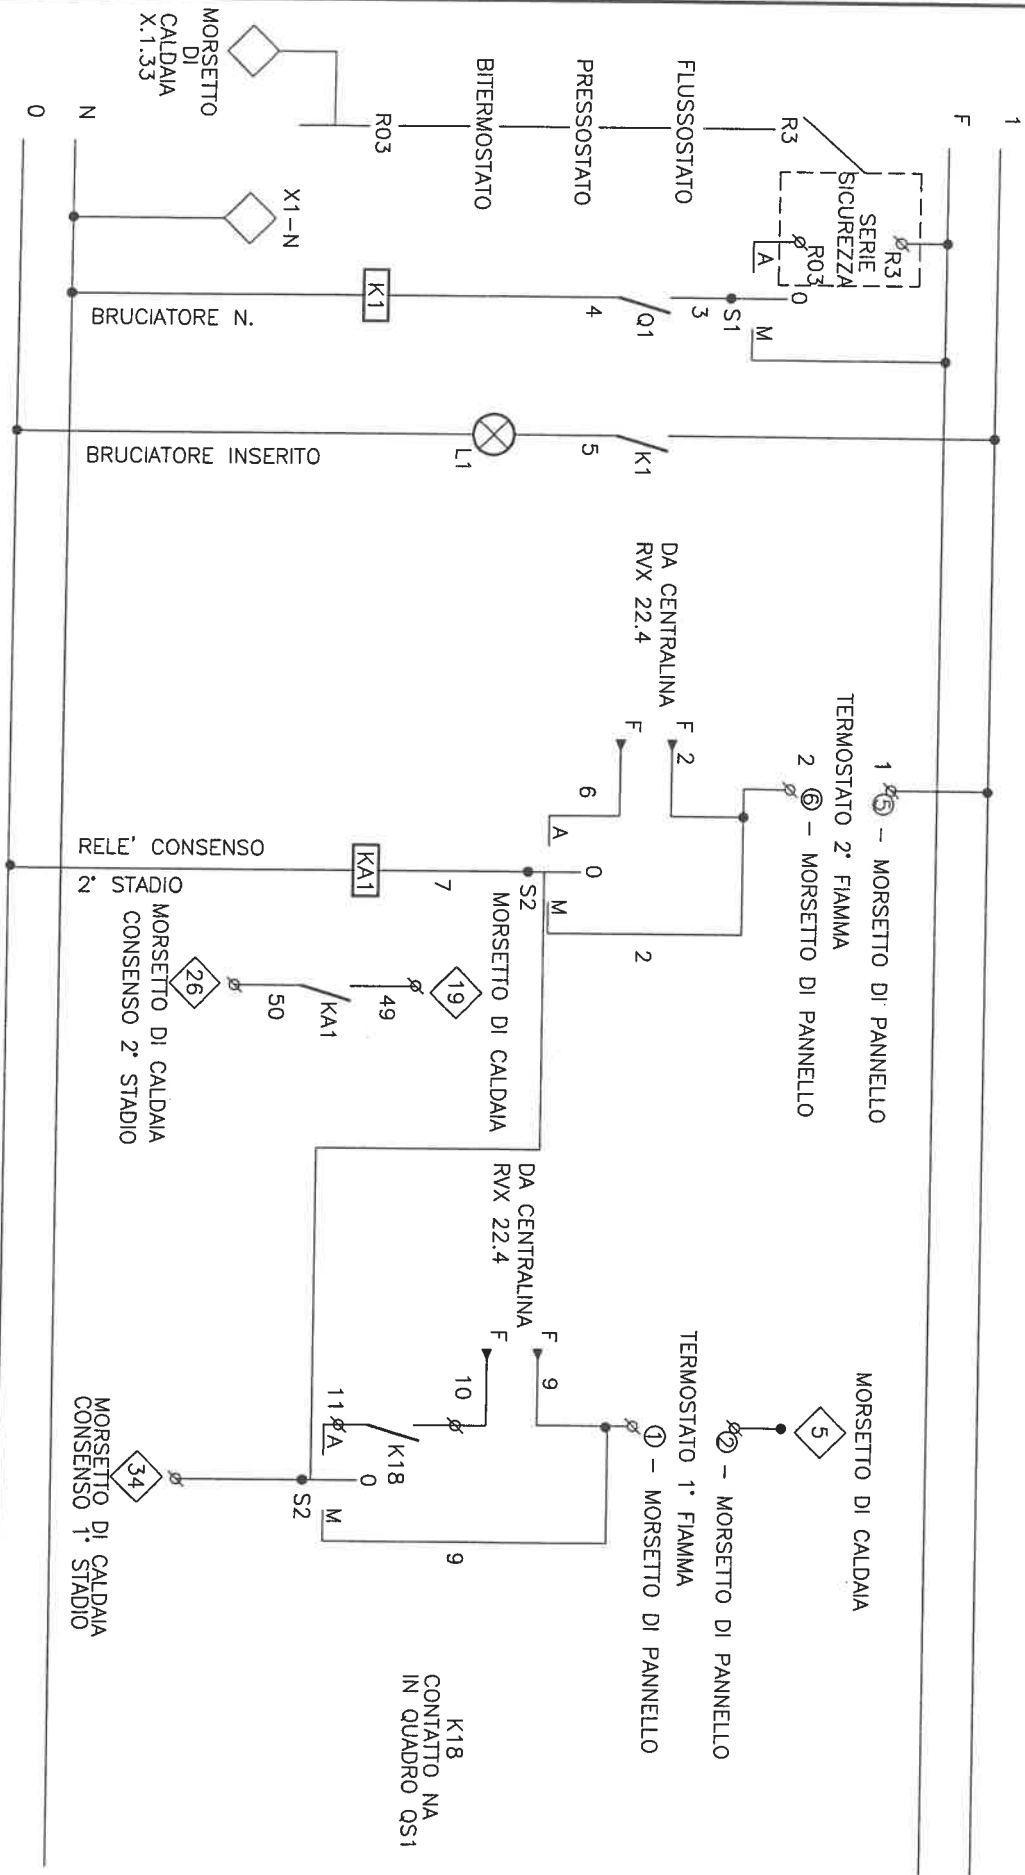 1
F
N
0
MORSETTO
DI
CALDAIA
X.1.33
R03
BITERMOSTATO
PRESSOSTATO
FLUSSOSTATO
R3
SERIE
SICUREZZA
R3
R03
X1-N
A
0
M
S1
3
Q1
4
K1
BRUCIATORE N.
K1
5
L1
BRUCIATORE INSERITO
DA CENTRALINA
RVX 22.4
1 5 - MORSETTO DI PANNELLO
TERMOSTATO 2° FIAMMA
2 6 - MORSETTO DI PANNELLO
F 2
F
6
A
0
M
2
S2
7
KA1
RELE' CONSENSO
2° STADIO
MORSETTO DI CALDAIA
19
49
KA1
50
26
MORSETTO DI CALDAIA
CONSENSO 2° STADIO
DA CENTRALINA
RVX 22.4
MORSETTO DI CALDAIA
5
2 - MORSETTO DI PANNELLO
TERMOSTATO 1° FIAMMA
1 - MORSETTO DI PANNELLO
F 9
F
10
K18
11 A
0
M
9
S2
34
MORSETTO DI CALDAIA
CONSENSO 1° STADIO
K18
CONTATTO NA
IN QUADRO QS1